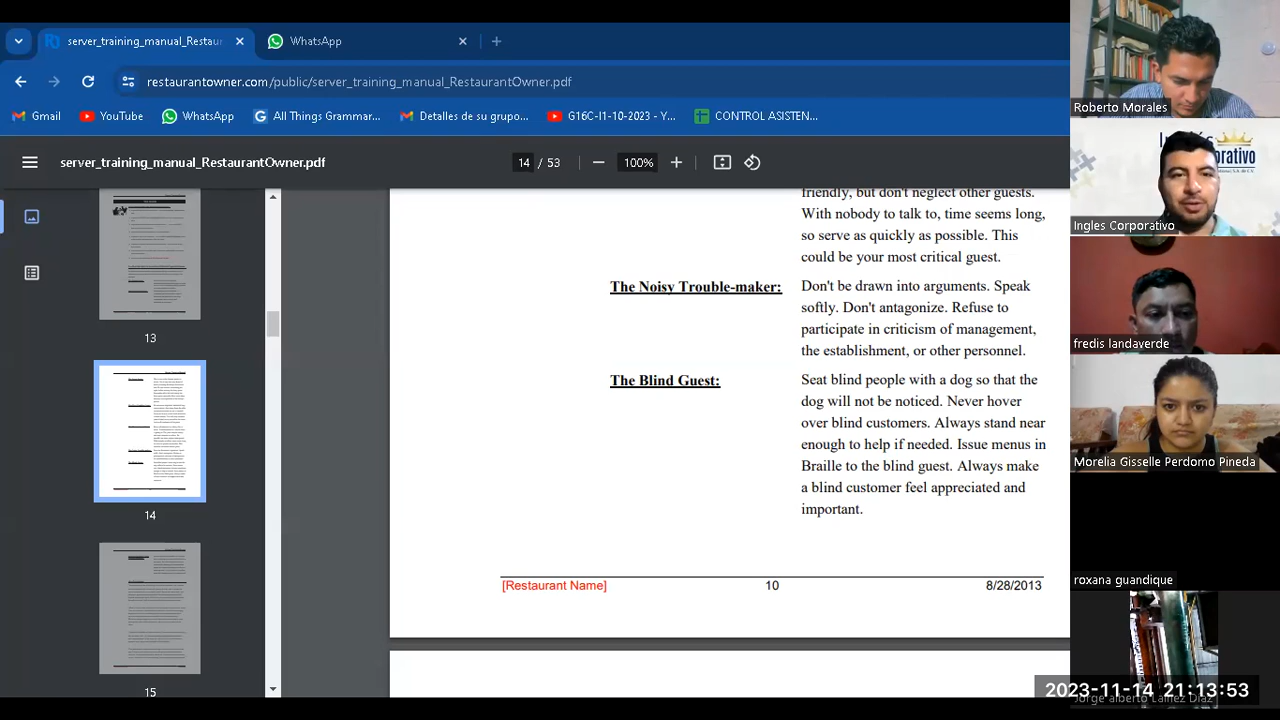 server_training_manual_Restaur
WhatsApp
restaurantowner.com/public/server_training_manual_RestaurantOwner.pdf
Gmail
YouTube
WhatsApp
All Things Gramma...
Detalles del grupo...
G16C-I1-10-2023 - Y...
CONTROL ASISTEN...
server_training_manual_RestaurantOwner.pdf
14 / 53
100%
friendly, but don't neglect other guests.
With nobody to talk to, time seems long,
so serve as quickly as possible. This
could be your most critical guest.
The Noisy Trouble-maker:
Don't be drawn into arguments. Speak
softly. Don't antagonize. Refuse to
participate in criticism of management,
the establishment, or other personnel.
The Blind Guest:
Seat blind people with a dog so that the
dog will not be noticed. Never hover
over blind customers. Always stand near
enough to help if needed. Issue menus in
Braille to the blind guest. Always make
a blind customer feel appreciated and
important.
[Restaurant Name]
10
8/28/2013
13
14
15
Roberto Morales
Ingles Corporativo
fredis landaverde
Morelia Gisselle Perdomo Pineda
roxana guandique
Jorge alberto Lainez Diaz
2023-11-14 21:13:53